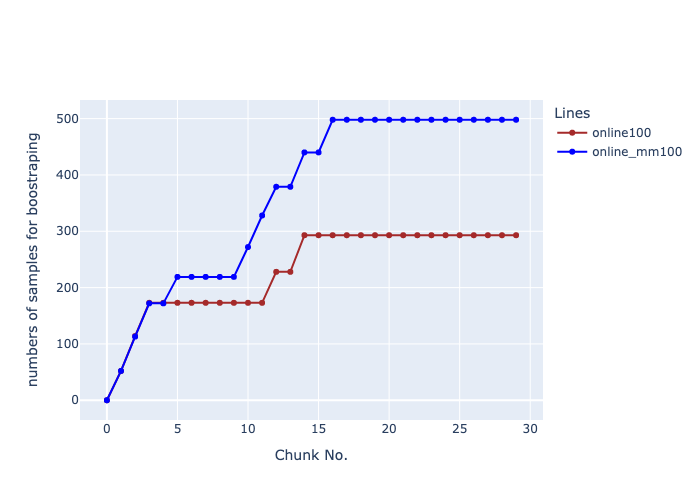 500
400
300
200
100
0
numbers of samples for boostraping
0 5 10 15 20 25 30
Chunk No.
Lines
online100
online_mm100